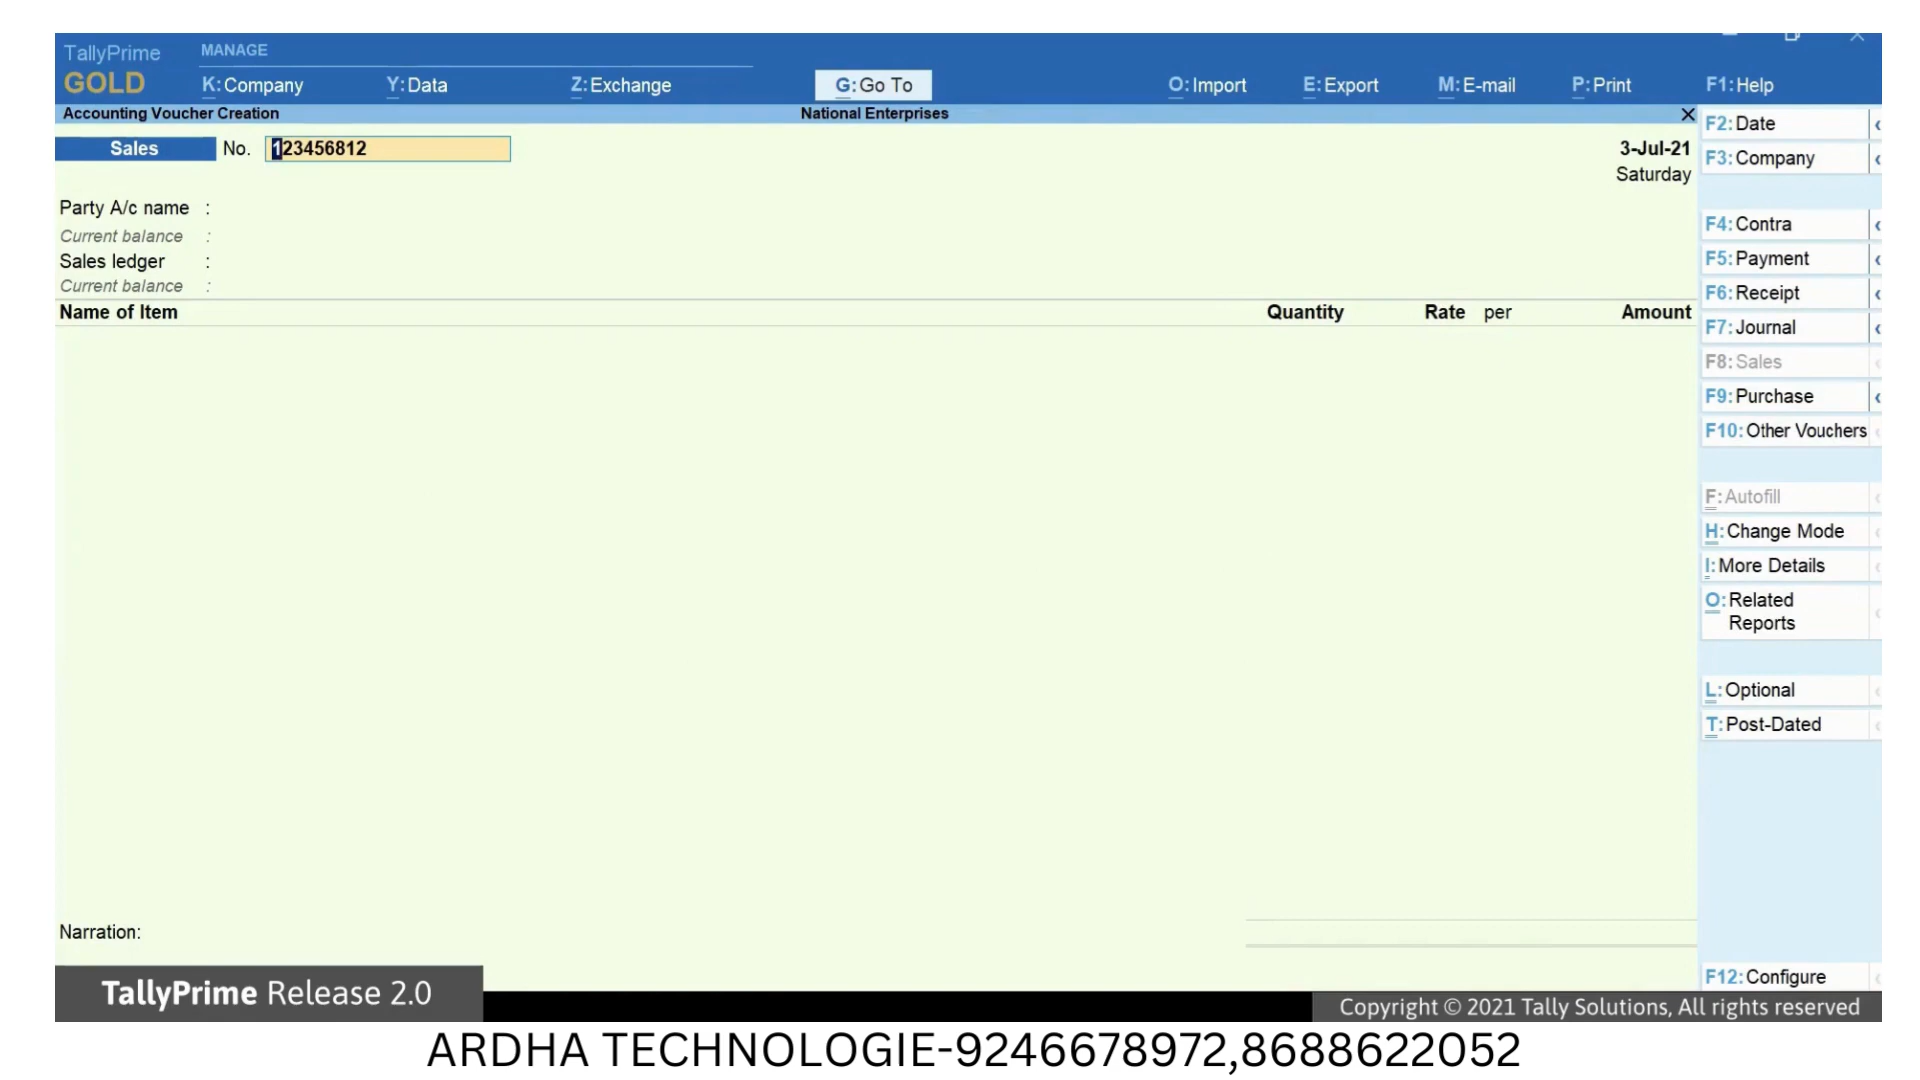 TallyPrime MANAGE
GOLD K: Company Y: Data Z: Exchange G: Go To O: Import E: Export M: E-mail P: Print F1: Help
Accounting Voucher Creation National Enterprises
Sales No. 123456812 3-Jul-21
Saturday
Party A/c name :
Current balance :
Sales ledger :
Current balance :
Name of Item Quantity Rate per Amount
Narration:
F2: Date
F3: Company
F4: Contra
F5: Payment
F6: Receipt
F7: Journal
F8: Sales
F9: Purchase
F10: Other Vouchers
F: Autofill
H: Change Mode
I: More Details
O: Related
Reports
L: Optional
T: Post-Dated
F12: Configure
TallyPrime Release 2.0
Copyright © 2021 Tally Solutions, All rights reserved
ARDHA TECHNOLOGIE-9246678972,8688622052